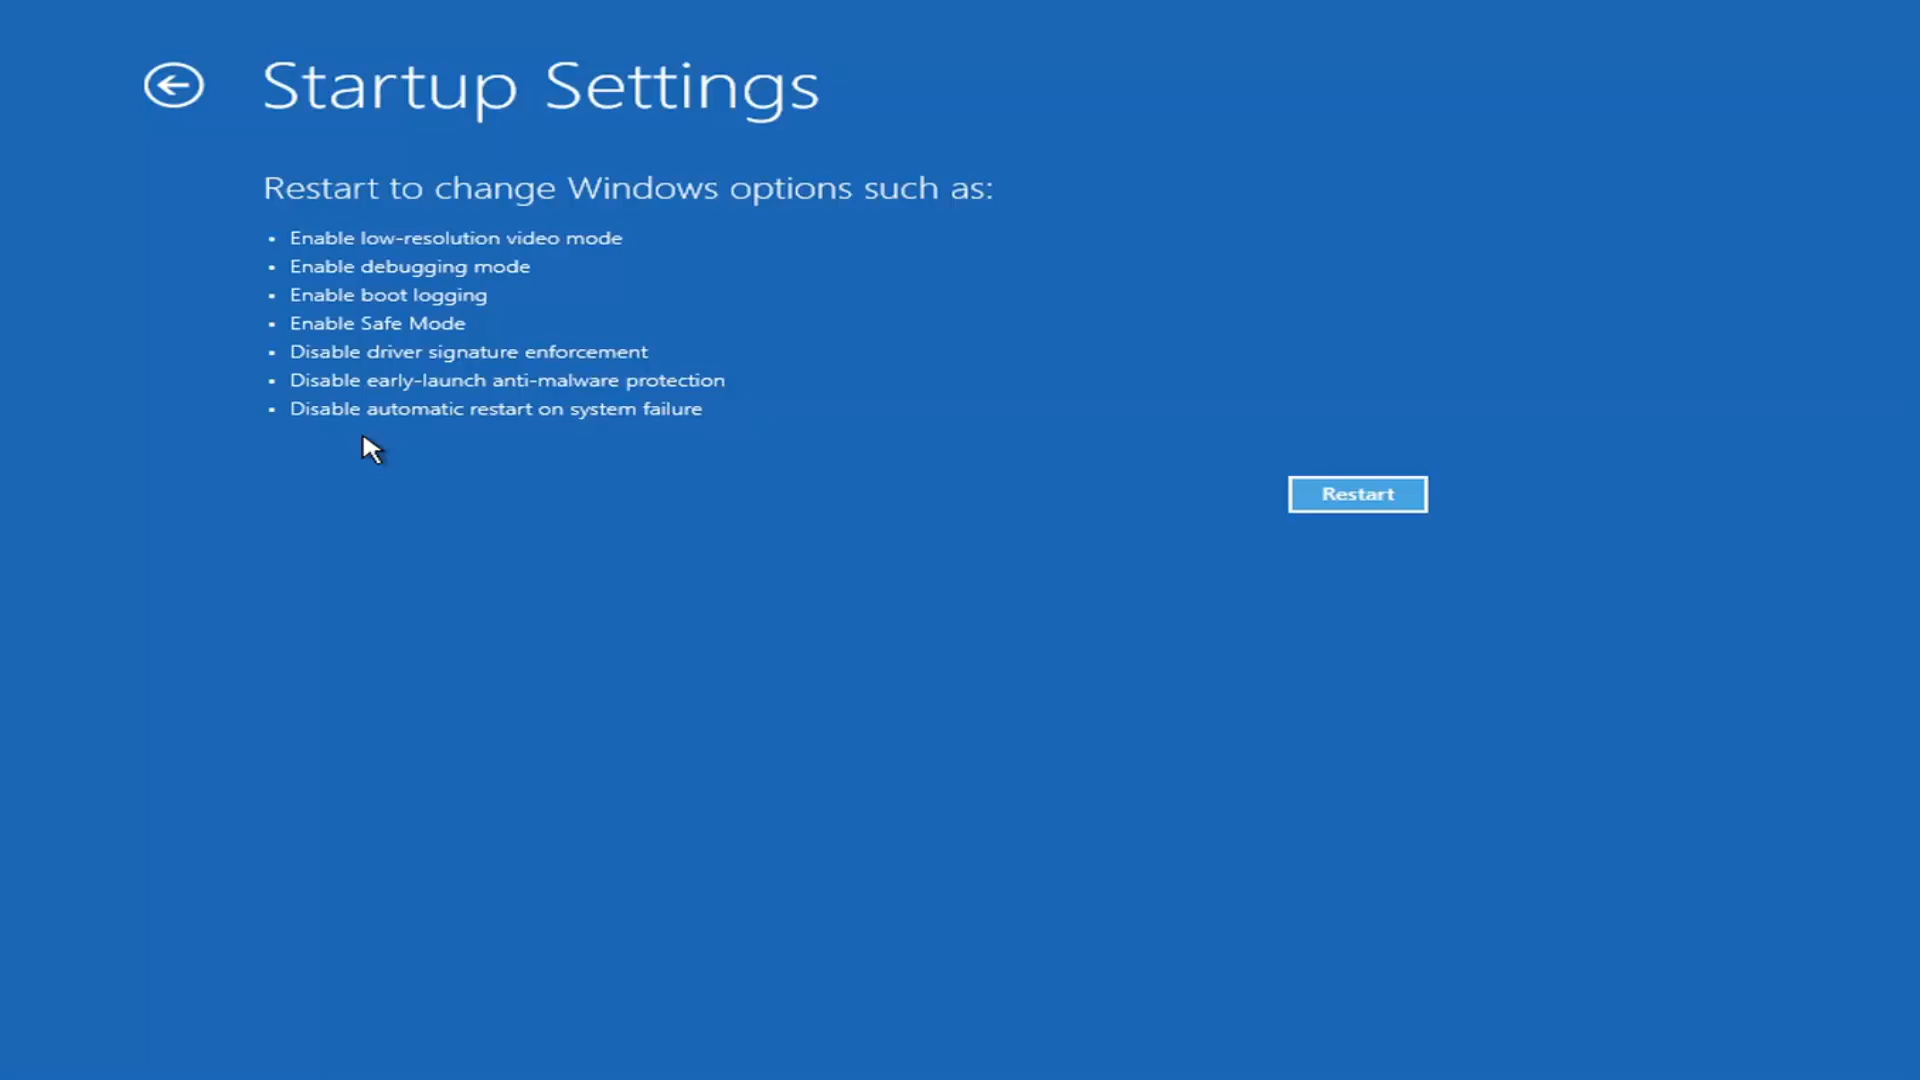 Startup Settings
Restart to change Windows options such as:
• Enable low-resolution video mode
• Enable debugging mode
• Enable boot logging
• Enable Safe Mode
• Disable driver signature enforcement
• Disable early-launch anti-malware protection
• Disable automatic restart on system failure
Restart